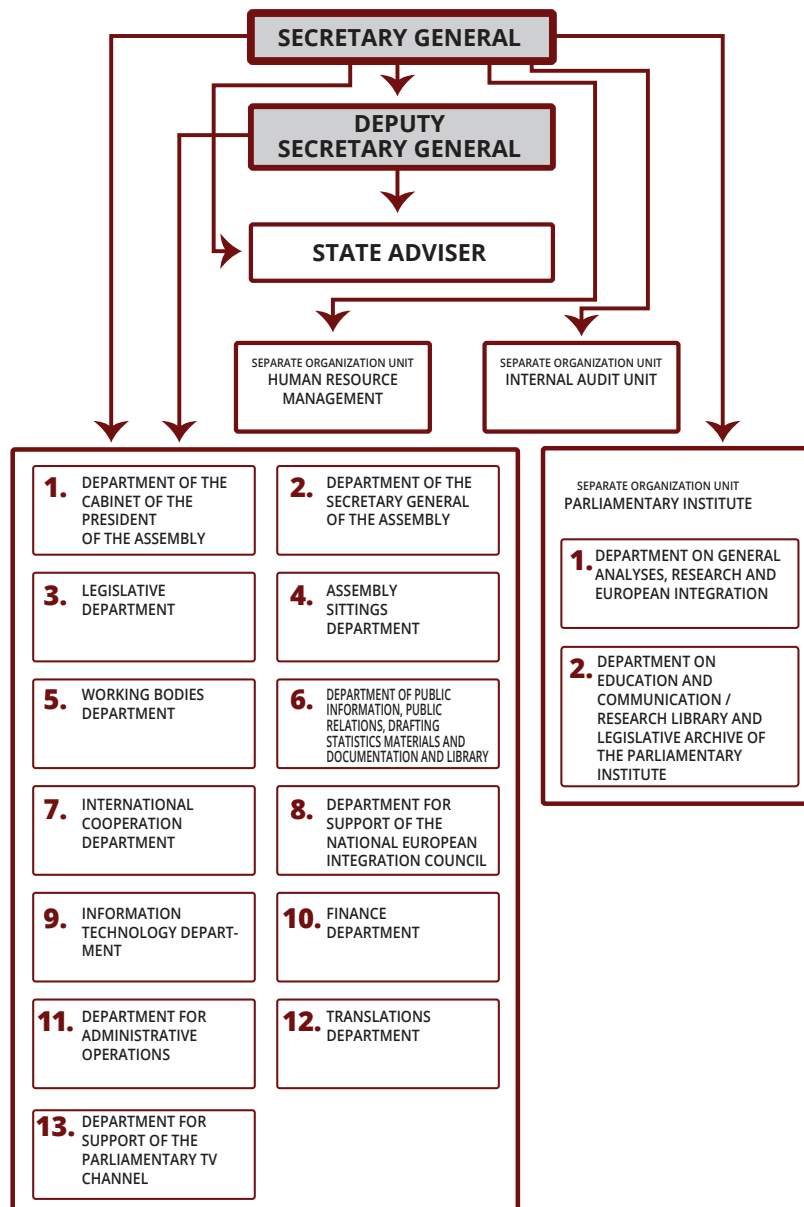 SECRETARY GENERAL
DEPUTY
SECRETARY GENERAL
STATE ADVISER
SEPARATE ORGANIZATION UNIT
HUMAN RESOURCE
MANAGEMENT
SEPARATE ORGANIZATION UNIT
INTERNAL AUDIT UNIT
1. DEPARTMENT OF THE
CABINET OF THE
PRESIDENT
OF THE ASSEMBLY
2. DEPARTMENT OF THE
SECRETARY GENERAL
OF THE ASSEMBLY
3. LEGISLATIVE
DEPARTMENT
4. ASSEMBLY
SITTINGS
DEPARTMENT
5. WORKING BODIES
DEPARTMENT
6. DEPARTMENT OF PUBLIC
INFORMATION, PUBLIC
RELATIONS, DRAFTING
STATISTICS MATERIALS AND
DOCUMENTATION AND LIBRARY
7. INTERNATIONAL
COOPERATION
DEPARTMENT
8. DEPARTMENT FOR
SUPPORT OF THE
NATIONAL EUROPEAN
INTEGRATION COUNCIL
9. INFORMATION
TECHNOLOGY DEPART-
MENT
10. FINANCE
DEPARTMENT
11. DEPARTMENT FOR
ADMINISTRATIVE
OPERATIONS
12. TRANSLATIONS
DEPARTMENT
13. DEPARTMENT FOR
SUPPORT OF THE
PARLIAMENTARY TV
CHANNEL
SEPARATE ORGANIZATION UNIT
PARLIAMENTARY INSTITUTE
1. DEPARTMENT ON GENERAL
ANALYSES, RESEARCH AND
EUROPEAN INTEGRATION
2. DEPARTMENT ON
EDUCATION AND
COMMUNICATION /
RESEARCH LIBRARY AND
LEGISLATIVE ARCHIVE OF
THE PARLIAMENTARY
INSTITUTE